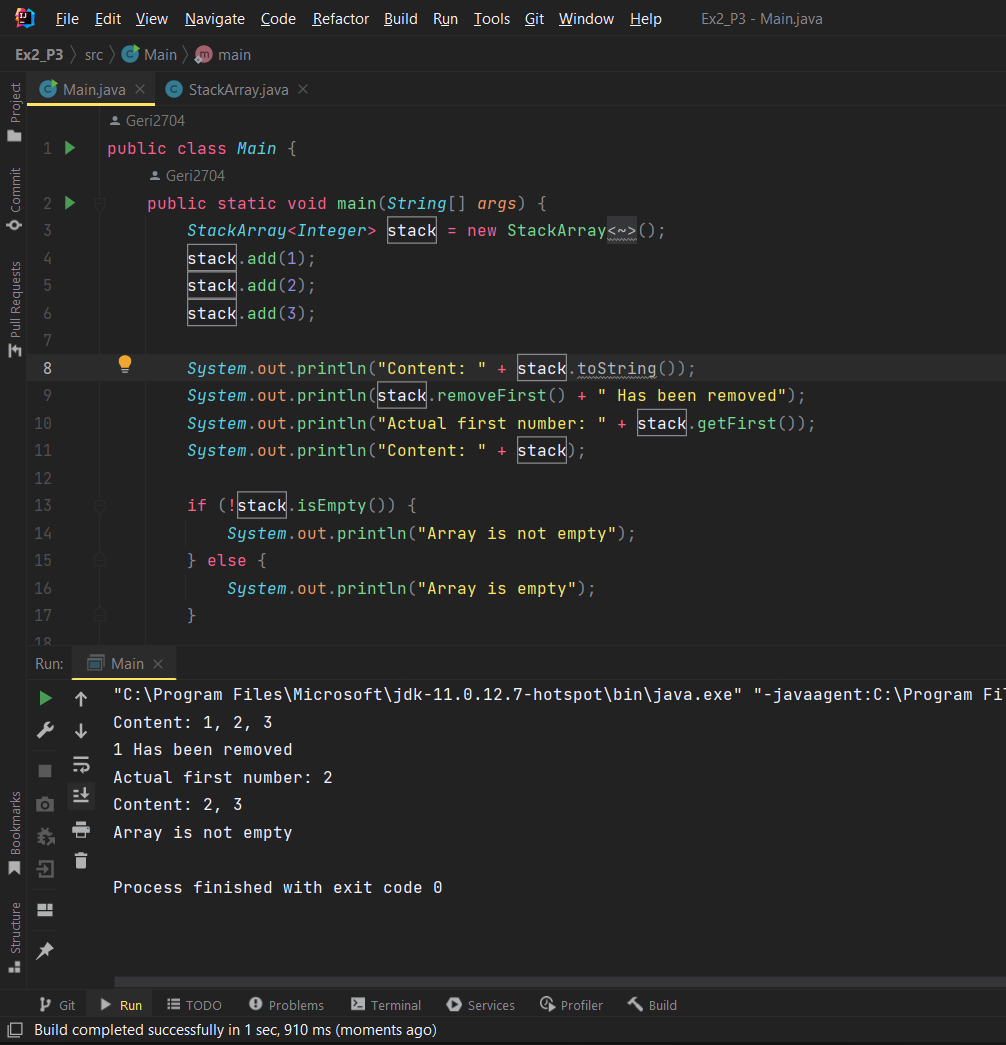 File Edit View Navigate Code Refactor Build Run Tools Git Window Help Ex2_P3 - Main.java
Ex2_P3 src Main main
Main.java StackArray.java
Project
Commit
Pull Requests
Geri2704
1 public class Main {
Geri2704
2 public static void main(String[] args) {
3 StackArray<Integer> stack = new StackArray<~>();
4 stack.add(1);
5 stack.add(2);
6 stack.add(3);
7
8 System.out.println("Content: " + stack.toString());
9 System.out.println(stack.removeFirst() + " Has been removed");
10 System.out.println("Actual first number: " + stack.getFirst());
11 System.out.println("Content: " + stack);
12
13 if (!stack.isEmpty()) {
14 System.out.println("Array is not empty");
15 } else {
16 System.out.println("Array is empty");
17 }
18
Run: Main
"C:\Program Files\Microsoft\jdk-11.0.12.7-hotspot\bin\java.exe" "-javaagent:C:\Program Fi
Content: 1, 2, 3
1 Has been removed
Actual first number: 2
Content: 2, 3
Array is not empty
Process finished with exit code 0
Bookmarks
Structure
Git Run TODO Problems Terminal Services Profiler Build
Build completed successfully in 1 sec, 910 ms (moments ago)